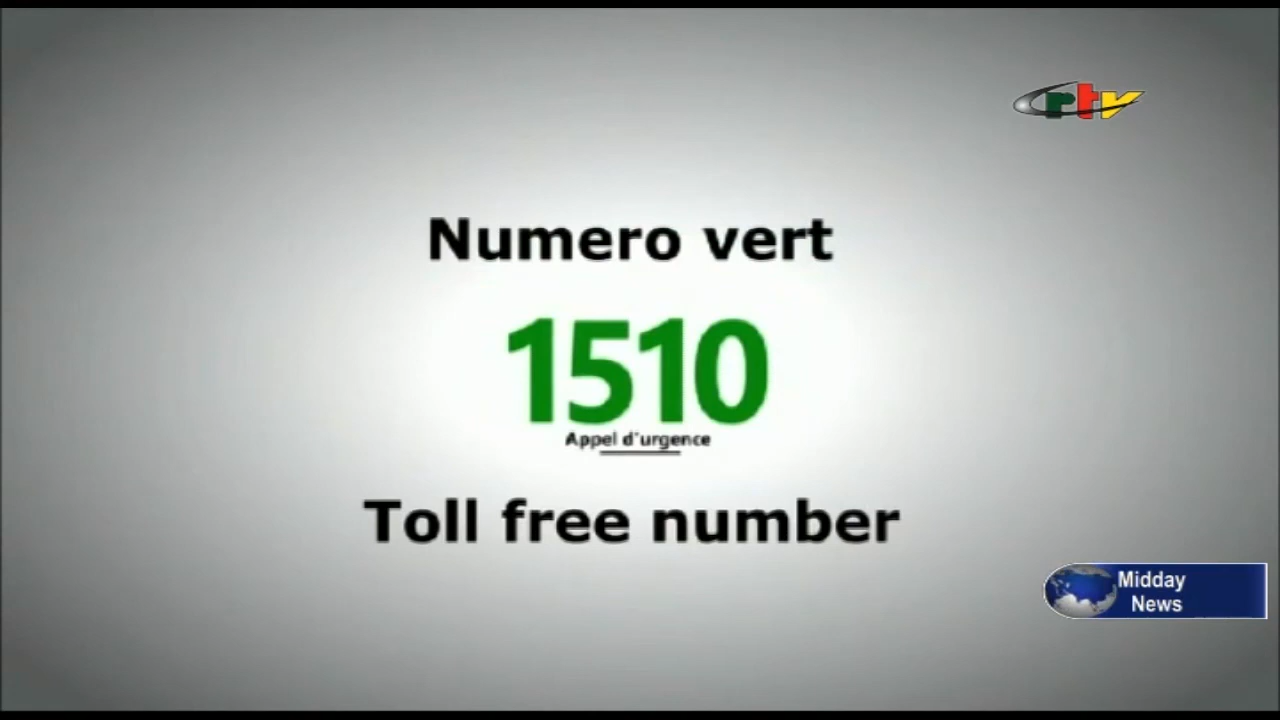 crtv
Numero vert
1510
Appel d'urgence
Toll free number
Midday
News